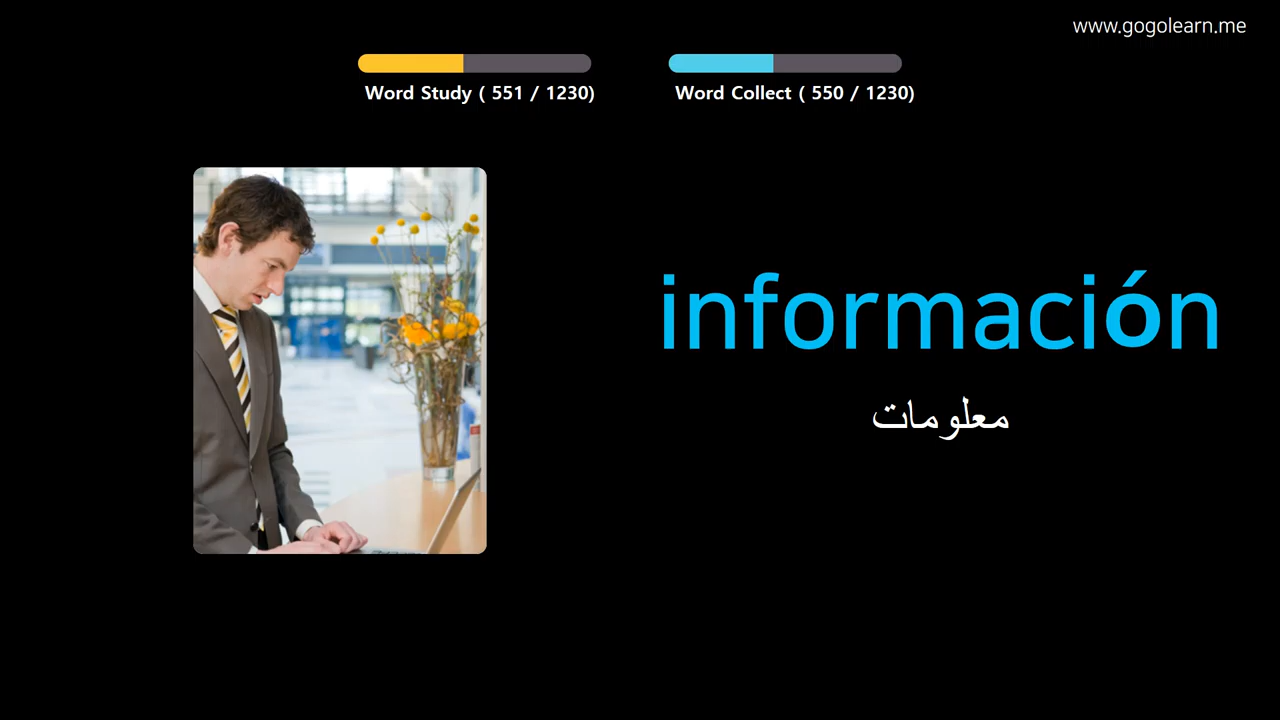 www.gogolearn.me
Word Study ( 551 / 1230)
Word Collect ( 550 / 1230)
información
معلومات